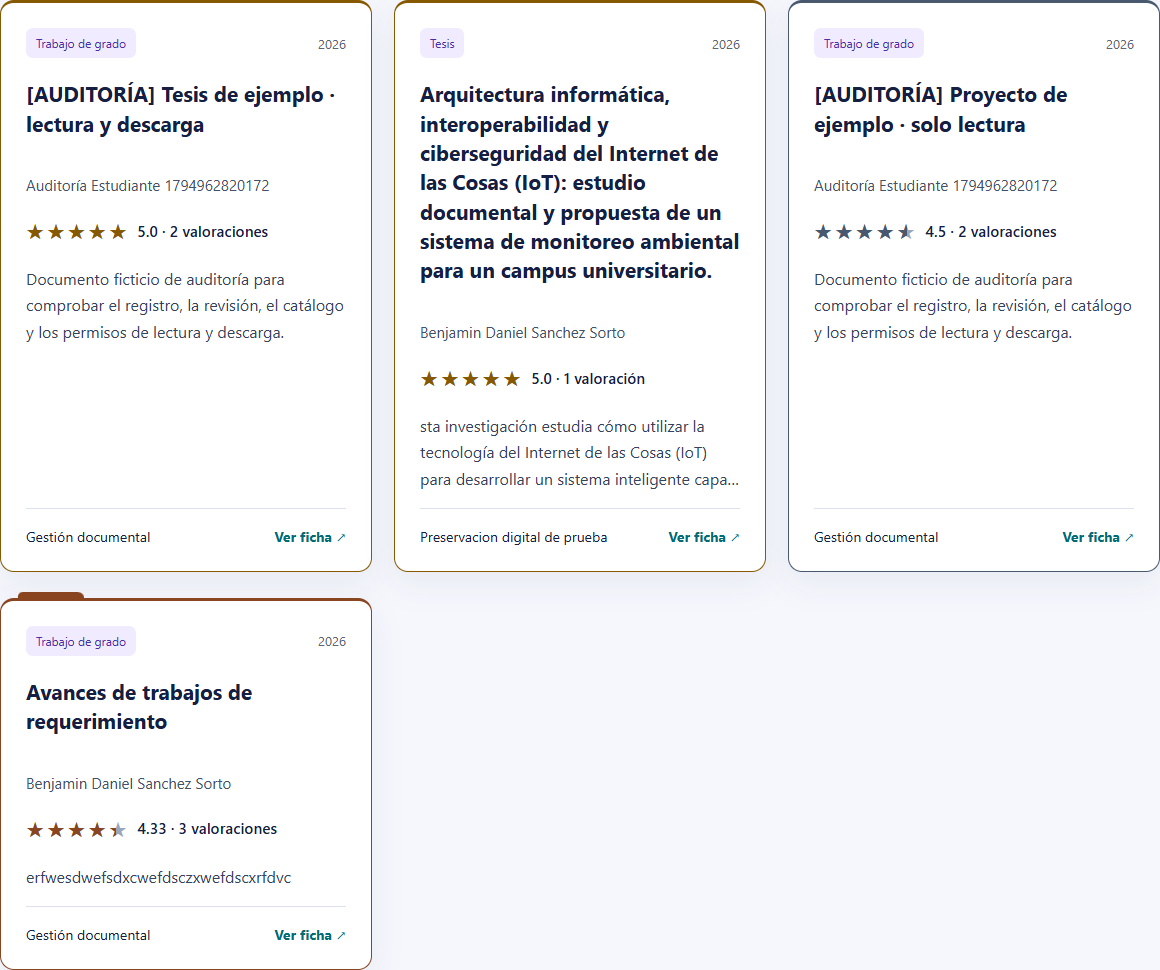 Trabajo de grado 2026
[AUDITORÍA] Tesis de ejemplo ·
lectura y descarga
Auditoría Estudiante 1794962820172
★★★★★ 5.0 · 2 valoraciones
Documento ficticio de auditoría para
comprobar el registro, la revisión, el catálogo
y los permisos de lectura y descarga.
Gestión documental Ver ficha ↗
Tesis 2026
Arquitectura informática,
interoperabilidad y
ciberseguridad del Internet de
las Cosas (IoT): estudio
documental y propuesta de un
sistema de monitoreo ambiental
para un campus universitario.
Benjamin Daniel Sanchez Sorto
★★★★★ 5.0 · 1 valoración
sta investigación estudia cómo utilizar la
tecnología del Internet de las Cosas (IoT)
para desarrollar un sistema inteligente capa...
Preservacion digital de prueba Ver ficha ↗
Trabajo de grado 2026
[AUDITORÍA] Proyecto de
ejemplo · solo lectura
Auditoría Estudiante 1794962820172
★★★★★ 4.5 · 2 valoraciones
Documento ficticio de auditoría para
comprobar el registro, la revisión, el catálogo
y los permisos de lectura y descarga.
Gestión documental Ver ficha ↗
Trabajo de grado 2026
Avances de trabajos de
requerimiento
Benjamin Daniel Sanchez Sorto
★★★★★ 4.33 · 3 valoraciones
erfwesdwefsdxcwefdsczxwefdscxrfdvc
Gestión documental Ver ficha ↗